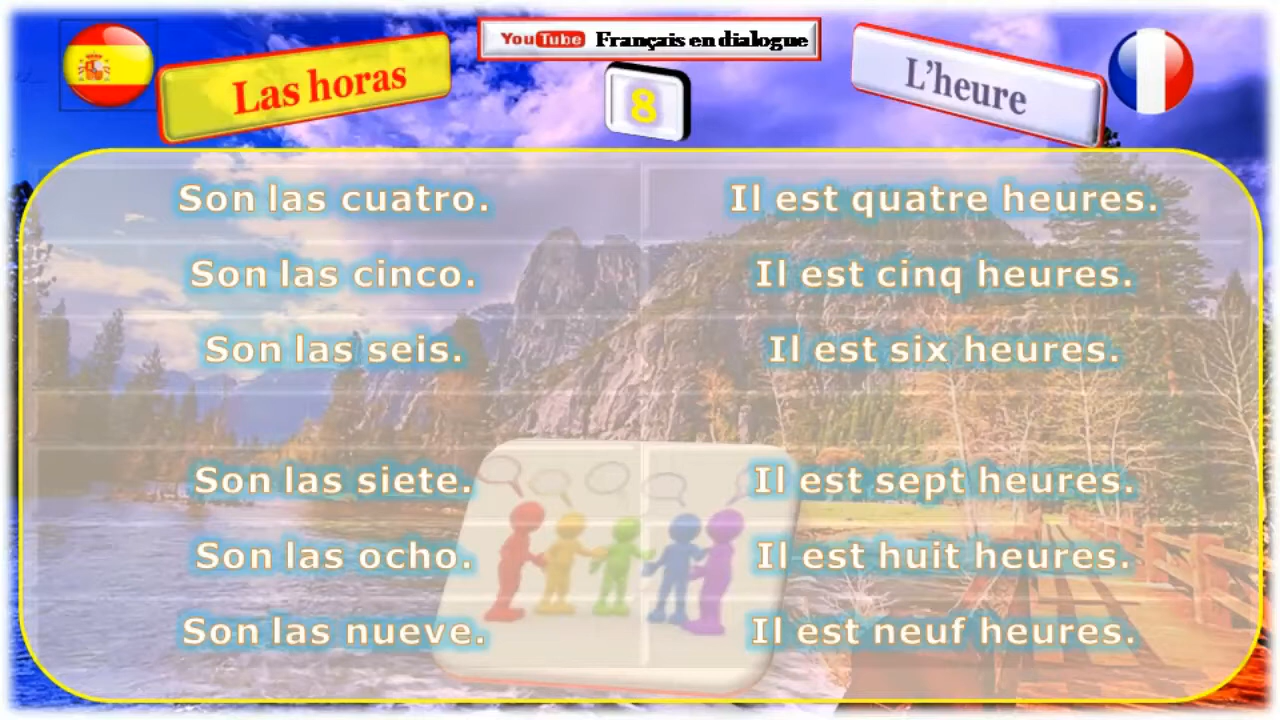 YouTube Français en dialogue
Las horas
8
L'heure
Son las cuatro. Il est quatre heures.
Son las cinco. Il est cinq heures.
Son las seis. Il est six heures.
Son las siete. Il est sept heures.
Son las ocho. Il est huit heures.
Son las nueve. Il est neuf heures.